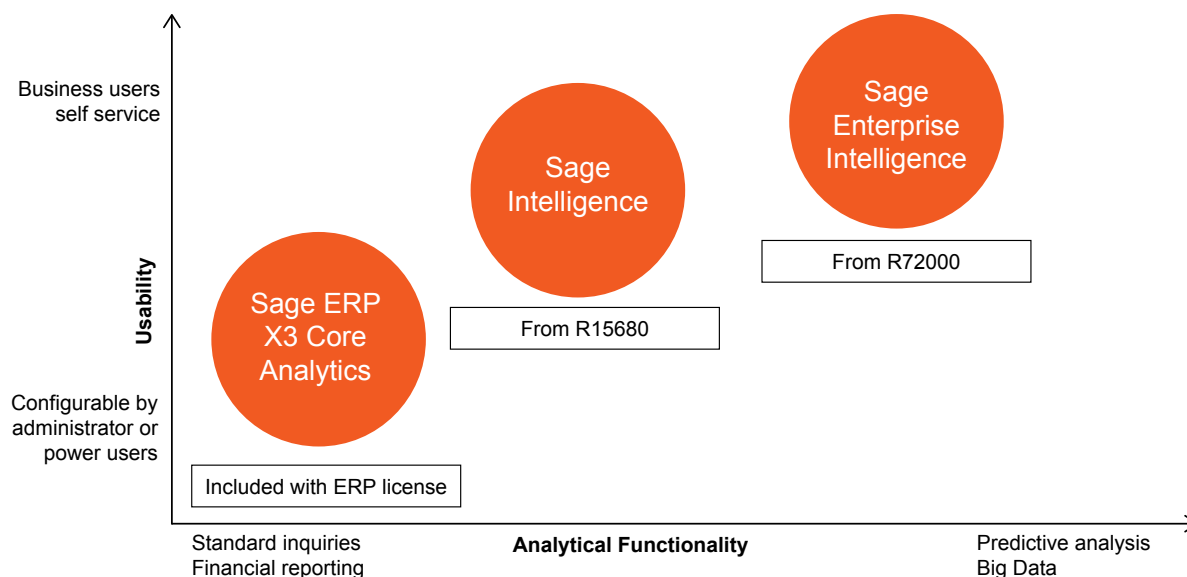 Business users
self service
Sage
Enterprise
Intelligence
Sage
Intelligence
From R72000
Usability
Sage ERP
X3 Core
Analytics
From R15680
Configurable by
administrator or
power users
Included with ERP license
Standard inquiries
Financial reporting
Analytical Functionality
Predictive analysis
Big Data